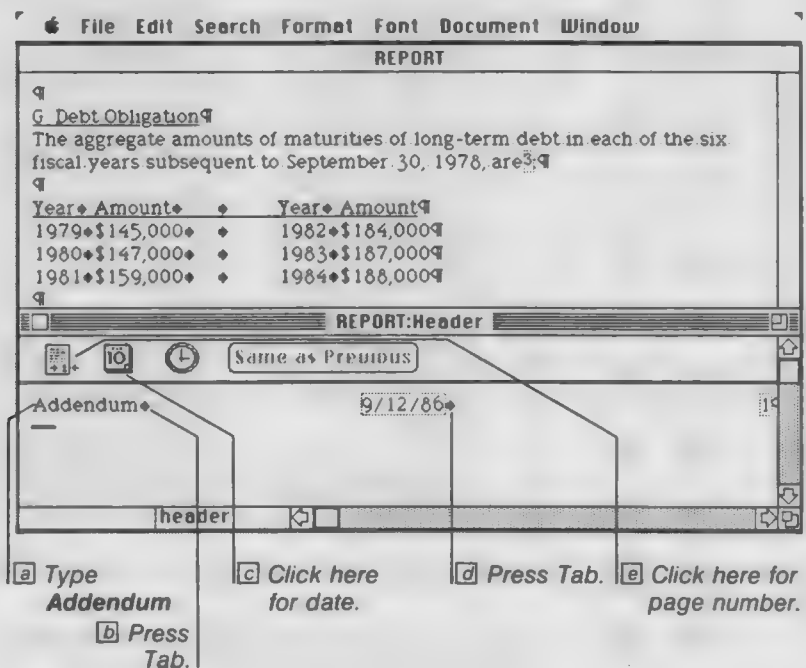 File Edit Search Format Font Document Window
REPORT
¶
G Debt Obligation¶
The aggregate amounts of maturities of long-term debt in each of the six
fiscal years subsequent to September 30, 1978, are3:¶
¶
Year♦ Amount♦ ♦ Year♦ Amount¶
1979♦$145,000♦ ♦ 1982♦$184,000¶
1980♦$147,000♦ ♦ 1983♦$187,000¶
1981♦$159,000♦ ♦ 1984♦$188,000¶
¶
REPORT:Header
+1+ 10 Same as Previous
Addendum♦ 9/12/86♦ 1¶
header
a Type Addendum
b Press Tab.
c Click here for date.
d Press Tab.
e Click here for page number.